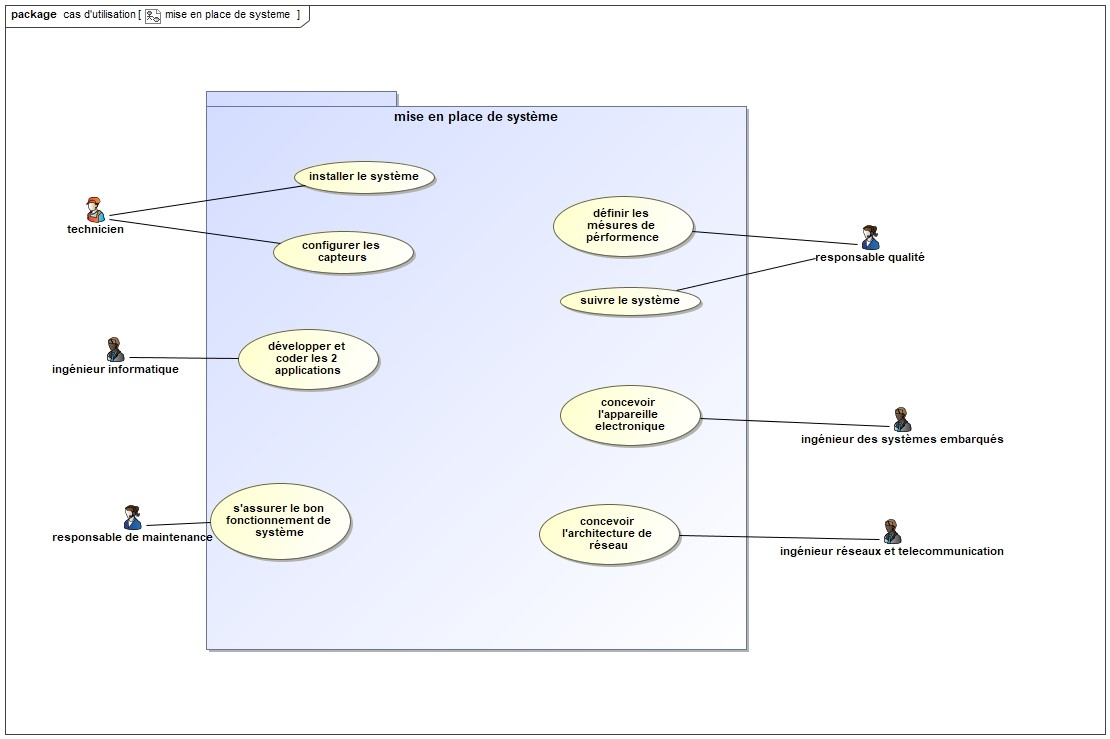 package cas d'utilisation [ mise en place de systeme ]
mise en place de système
installer le système
technicien
configurer les
capteurs
définir les
mésures de
pérformence
responsable qualité
suivre le système
développer et
coder les 2
applications
ingénieur informatique
concevoir
l'appareille
electronique
ingénieur des systèmes embarqués
s'assurer le bon
fonctionnement de
système
responsable de maintenance
concevoir
l'architecture de
réseau
ingénieur réseaux et telecommunication